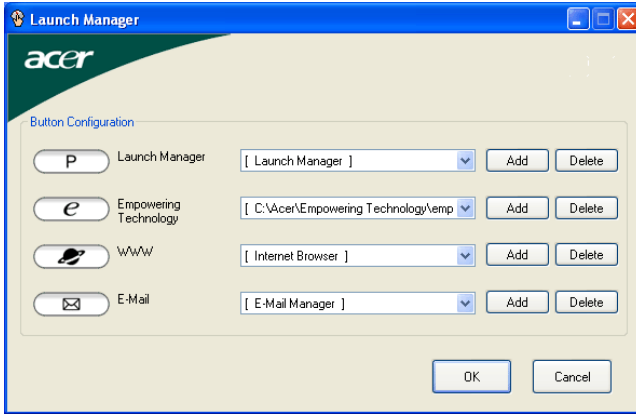 Launch Manager
acer
Button Configuration
P Launch Manager [ Launch Manager ] Add Delete
e Empowering Technology [ C:\Acer\Empowering Technology\emp Add Delete
WWW [ Internet Browser ] Add Delete
E-Mail [ E-Mail Manager ] Add Delete
OK Cancel